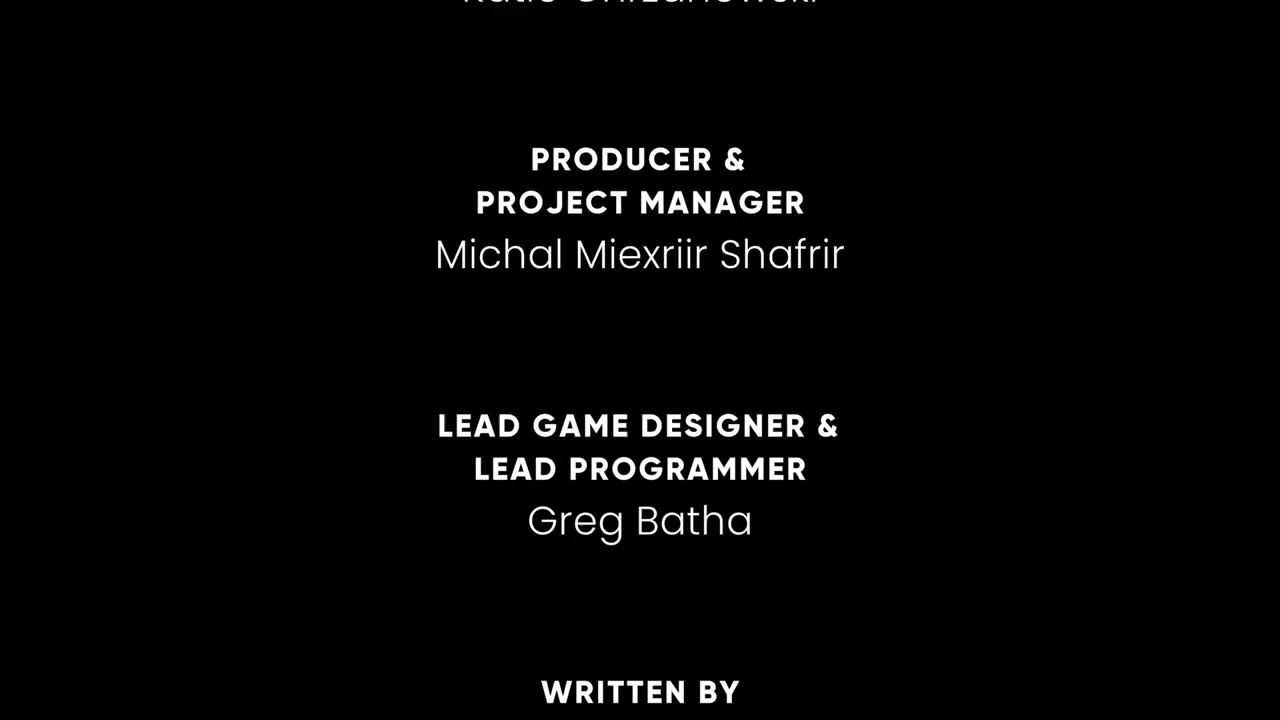 PRODUCER &
PROJECT MANAGER
Michal Miexriir Shafrir
LEAD GAME DESIGNER &
LEAD PROGRAMMER
Greg Batha
WRITTEN BY